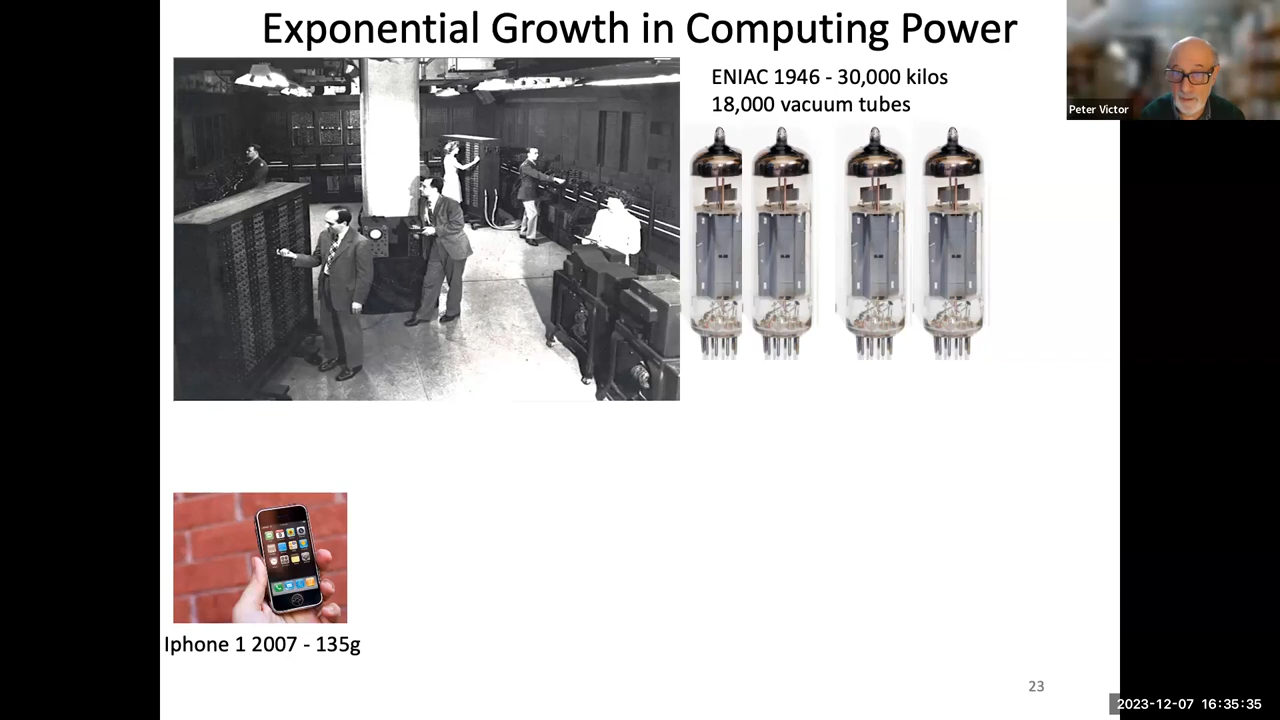 Exponential Growth in Computing Power
ENIAC 1946 - 30,000 kilos
18,000 vacuum tubes
Peter Victor
Iphone 1 2007 - 135g
23
2023-12-07 16:35:35